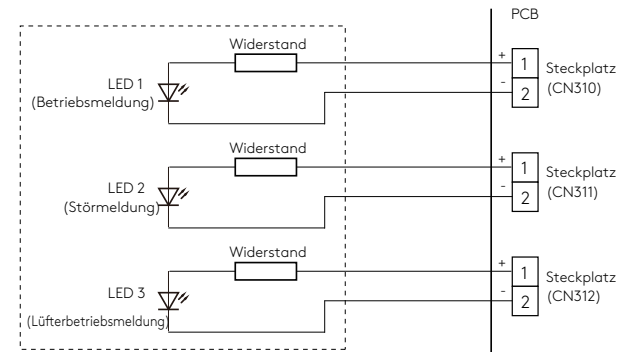 PCB
Widerstand
LED 1
(Betriebsmeldung)
+
1
-
2
Steckplatz
(CN310)
Widerstand
LED 2
(Störmeldung)
+
1
-
2
Steckplatz
(CN311)
Widerstand
LED 3
(Lüfterbetriebsmeldung)
+
1
-
2
Steckplatz
(CN312)